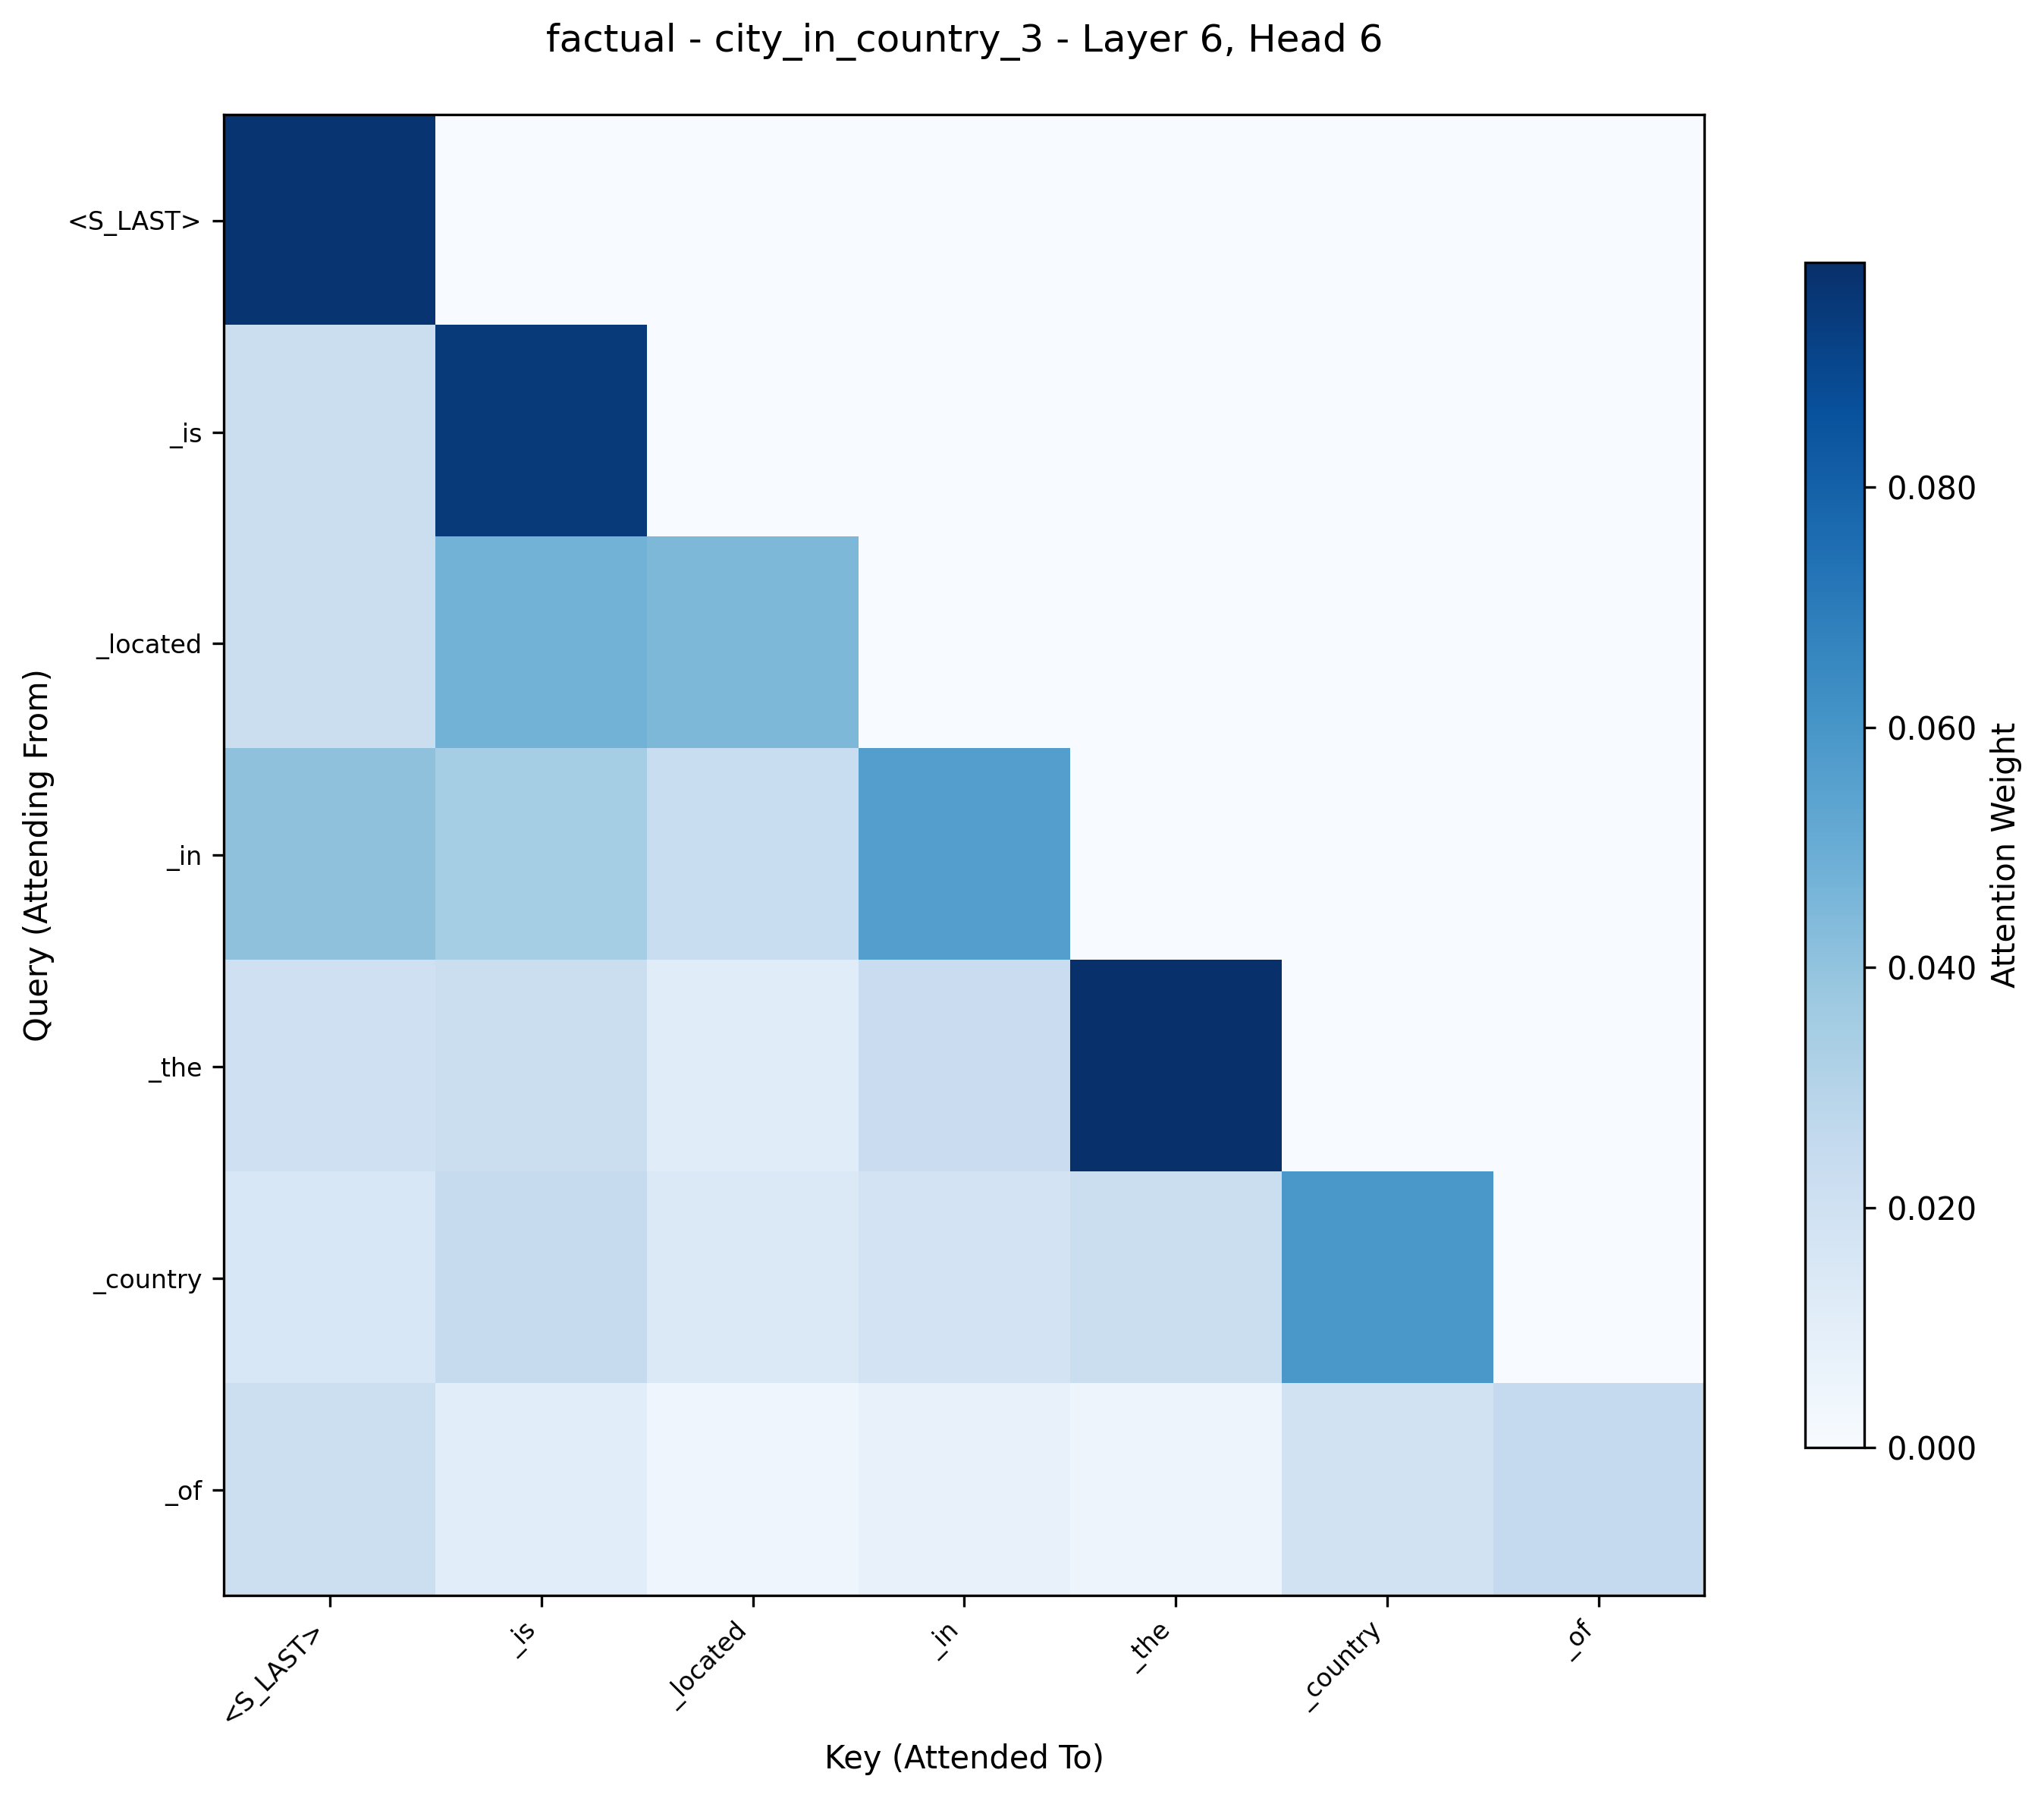 factual - city_in_country_3 - Layer 6, Head 6
Query (Attending From)
<S_LAST>
_is
_located
_in
_the
_country
_of
<S_LAST>
_is
_located
_in
_the
_country
_of
Key (Attended To)
0.080
0.060
0.040
0.020
0.000
Attention Weight